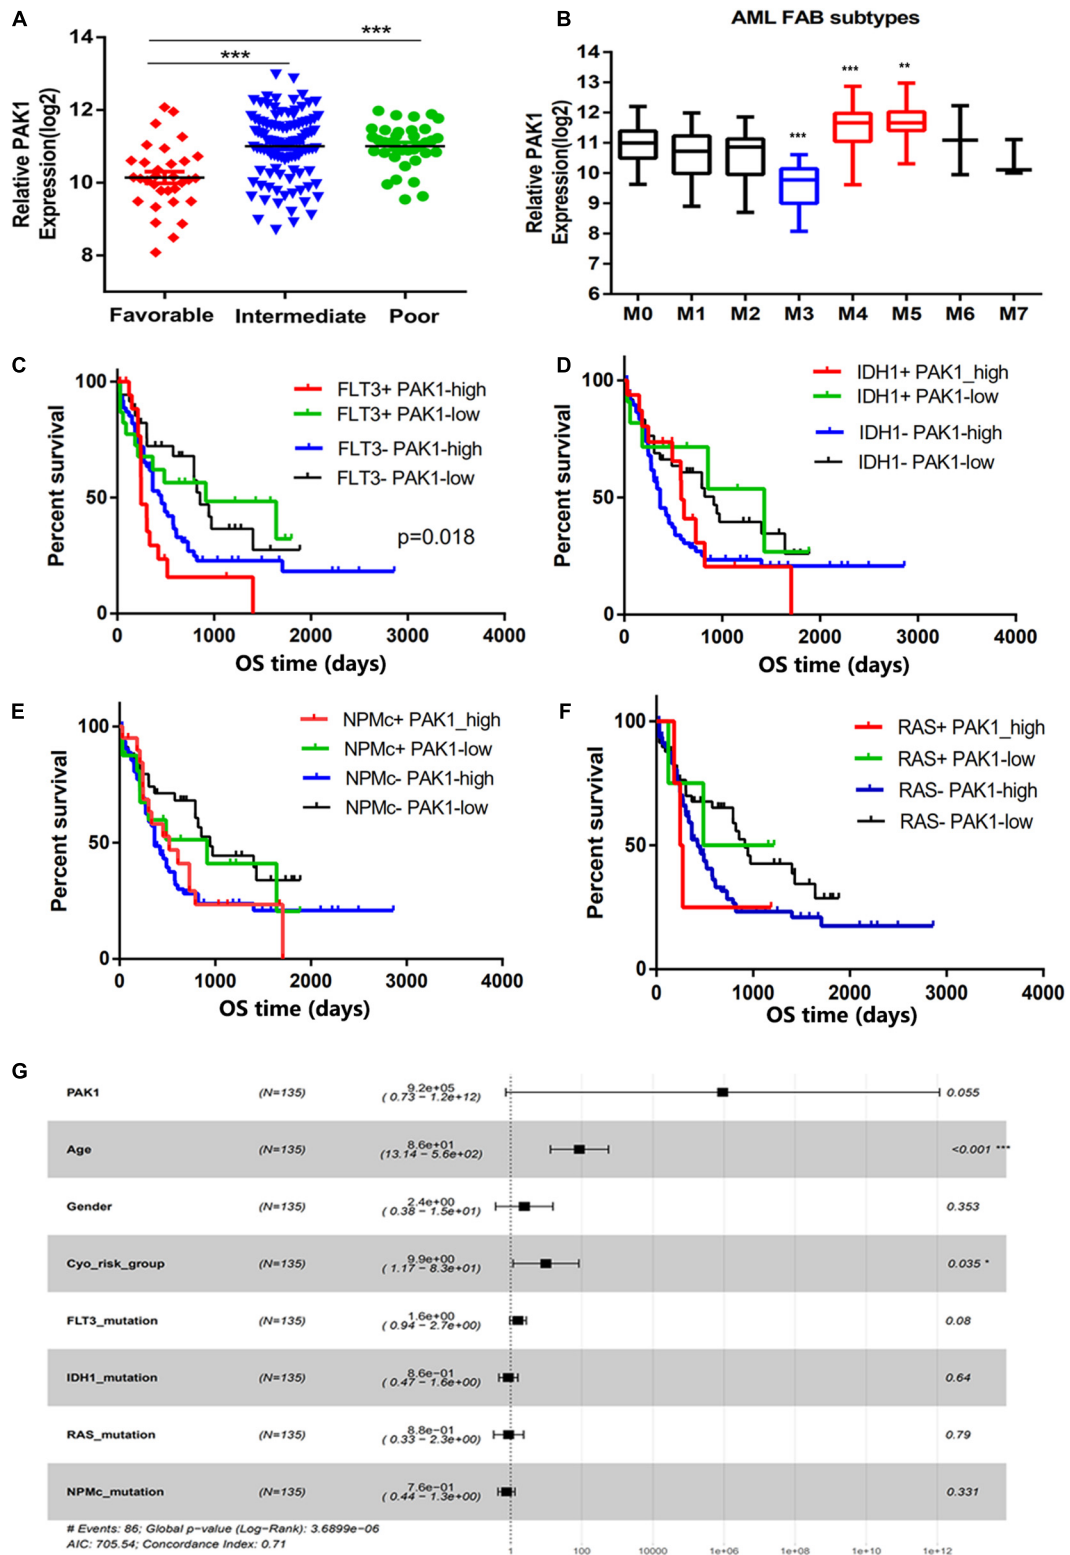 A
14
12
10
8
Relative PAK1
Expression(log2)
***
***
Favorable Intermediate Poor
B
AML FAB subtypes
14
13
12
11
10
9
8
7
6
Relative PAK1
Expression(log2)
*** *** **
M0 M1 M2 M3 M4 M5 M6 M7
C
100
50
0
Percent survival
FLT3+ PAK1-high
FLT3+ PAK1-low
FLT3- PAK1-high
FLT3- PAK1-low
p=0.018
0 1000 2000 3000 4000
OS time (days)
D
100
50
0
Percent survival
IDH1+ PAK1_high
IDH1+ PAK1-low
IDH1- PAK1-high
IDH1- PAK1-low
0 1000 2000 3000 4000
OS time (days)
E
100
50
0
Percent survival
NPMc+ PAK1_high
NPMc+ PAK1-low
NPMc- PAK1-high
NPMc- PAK1-low
0 1000 2000 3000 4000
OS time (days)
F
100
50
0
Percent survival
RAS+ PAK1_high
RAS+ PAK1-low
RAS- PAK1-high
RAS- PAK1-low
0 1000 2000 3000 4000
OS time (days)
G
PAK1 (N=135) 9.2e+05 (0.73 - 1.2e+12) 0.055
Age (N=135) 8.6e+01 (13.14 - 5.6e+02) <0.001 ***
Gender (N=135) 2.4e+00 (0.38 - 1.5e+01) 0.353
Cyo_risk_group (N=135) 9.9e+00 (1.17 - 8.3e+01) 0.035 *
FLT3_mutation (N=135) 1.6e+00 (0.94 - 2.7e+00) 0.08
IDH1_mutation (N=135) 8.6e-01 (0.47 - 1.6e+00) 0.64
RAS_mutation (N=135) 8.8e-01 (0.33 - 2.3e+00) 0.79
NPMc_mutation (N=135) 7.6e-01 (0.44 - 1.3e+00) 0.331
# Events: 86; Global p-value (Log-Rank): 3.6899e-06
AIC: 705.54; Concordance Index: 0.71
1 100 10000 1e+06 1e+08 1e+10 1e+12